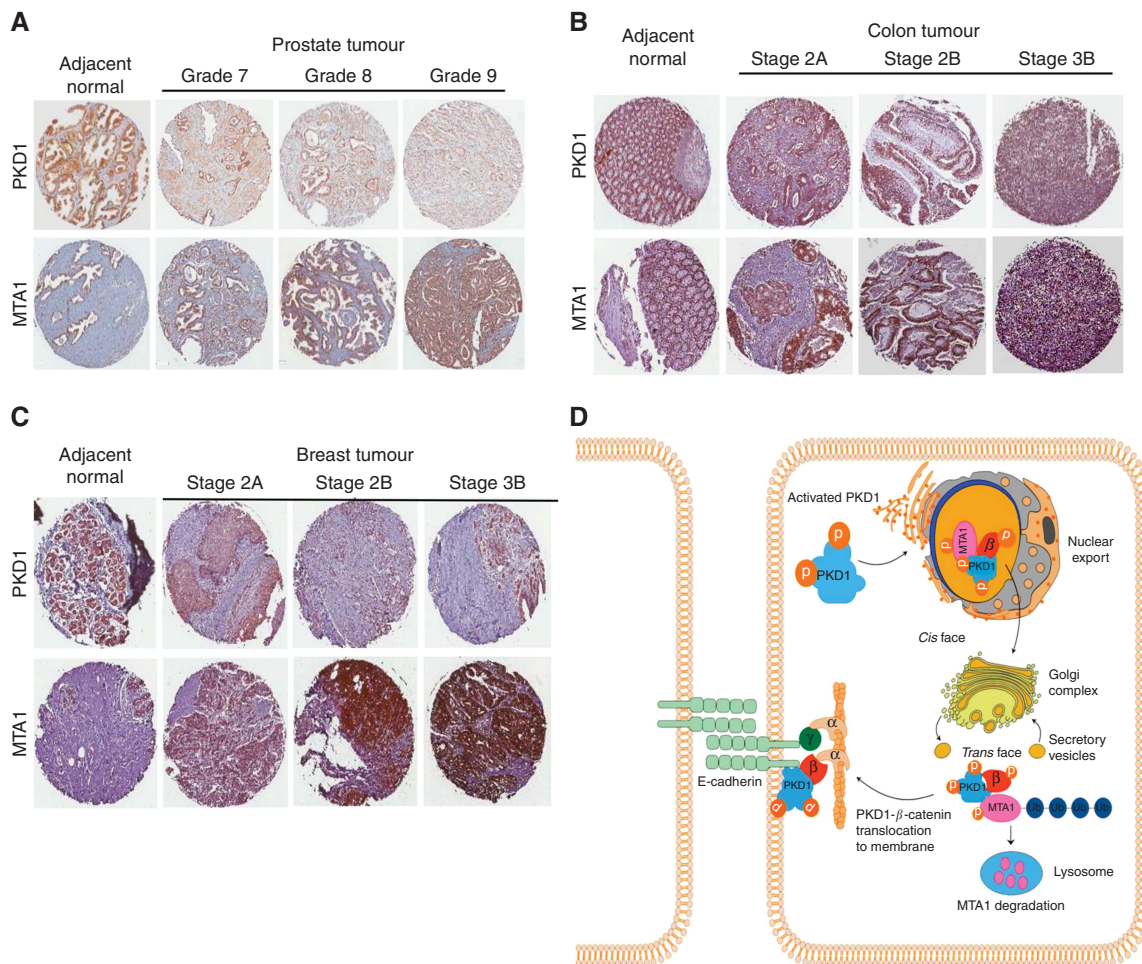 A
Prostate tumour
Adjacent
normal
Grade 7
Grade 8
Grade 9
PKD1
MTA1
B
Colon tumour
Adjacent
normal
Stage 2A
Stage 2B
Stage 3B
PKD1
MTA1
C
Breast tumour
Adjacent
normal
Stage 2A
Stage 2B
Stage 3B
PKD1
MTA1
D
Activated PKD1
p
p
PKD1
p
MTA1
β
p
p
PKD1
p
Nuclear
export
Cis face
Golgi
complex
Trans face
Secretory
vesicles
γ
α
β
α
E-cadherin
PKD1
p
p
PKD1-β-catenin
translocation
to membrane
p
β
p
p
PKD1
p
MTA1
Ub
Ub
Ub
Ub
Lysosome
MTA1 degradation